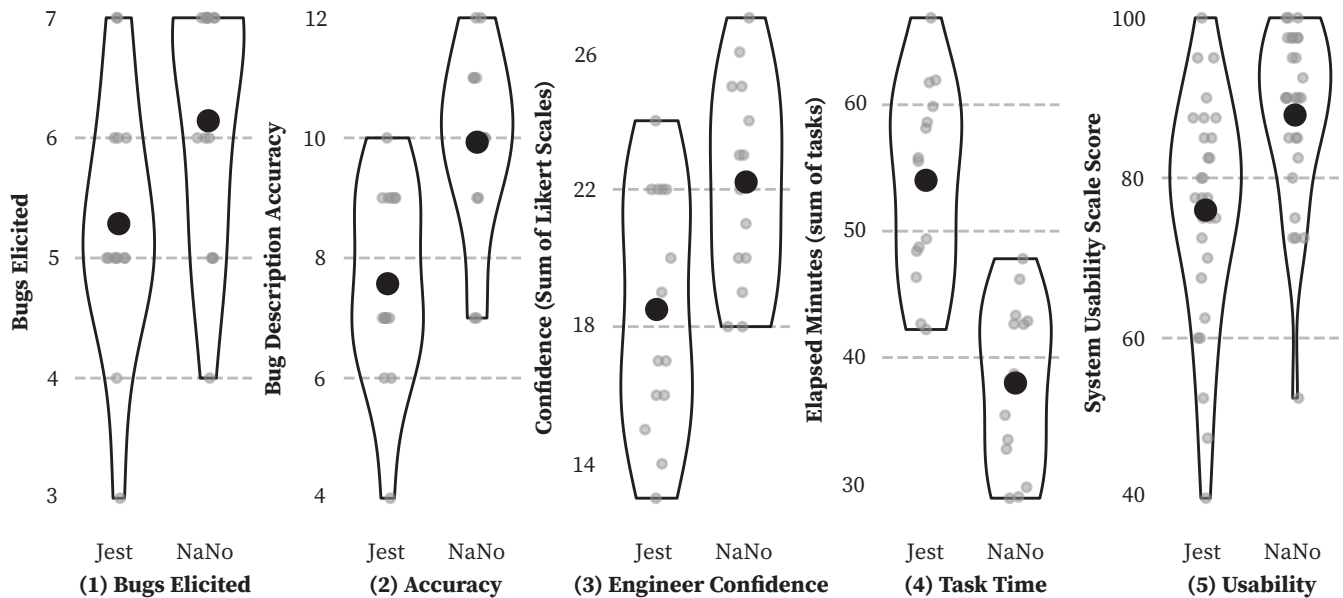 Bugs Elicited
7
6
5
4
3
Jest
NaNo
(1) Bugs Elicited
Bug Description Accuracy
12
10
8
6
4
Jest
NaNo
(2) Accuracy
Confidence (Sum of Likert Scales)
26
22
18
14
Jest
NaNo
(3) Engineer Confidence
Elapsed Minutes (sum of tasks)
60
50
40
30
Jest
NaNo
(4) Task Time
System Usability Scale Score
100
80
60
40
Jest
NaNo
(5) Usability